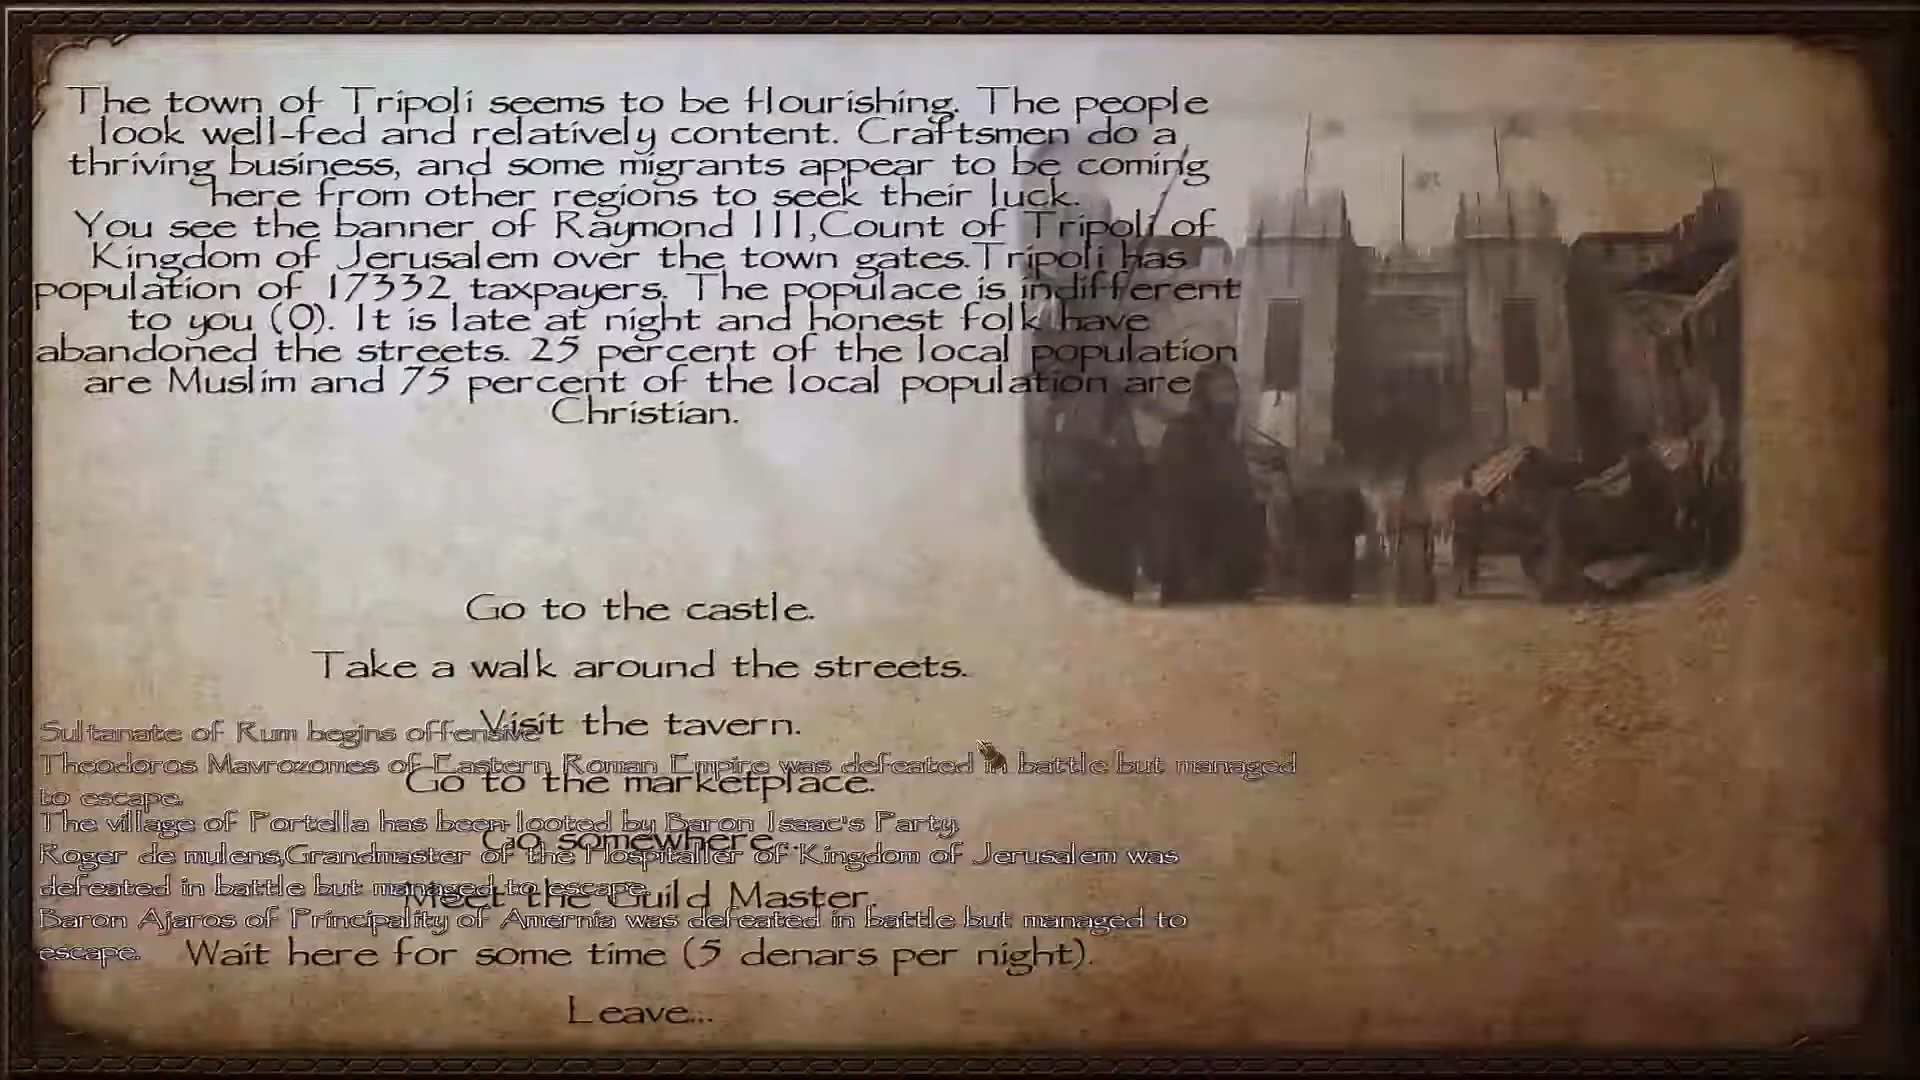 The town of Tripoli seems to be flourishing. The people
look well-fed and relatively content. Craftsmen do a
thriving business, and some migrants appear to be coming
here from other regions to seek their luck.
You see the banner of Raymond III,Count of Tripoli of
Kingdom of Jerusalem over the town gates.Tripoli has
population of 17332 taxpayers. The populace is indifferent
to you (0). It is late at night and honest folk have
abandoned the streets. 25 percent of the local population
are Muslim and 75 percent of the local population are
Christian.
Go to the castle.
Take a walk around the streets.
Visit the tavern.
Sultanate of Rum begins offensive
Theodoros Mavrozomes of Eastern Roman Empire was defeated in battle but managed
to escape.
Go to the marketplace.
The village of Portella has been looted by Baron Isaac's Party.
Go somewhere...
Roger de mulens,Grandmaster of the Hospitaller of Kingdom of Jerusalem was
defeated in battle but managed to escape.
Meet the Guild Master.
Baron Ajaros of Principality of Amernia was defeated in battle but managed to
escape.
Wait here for some time (5 denars per night).
Leave...